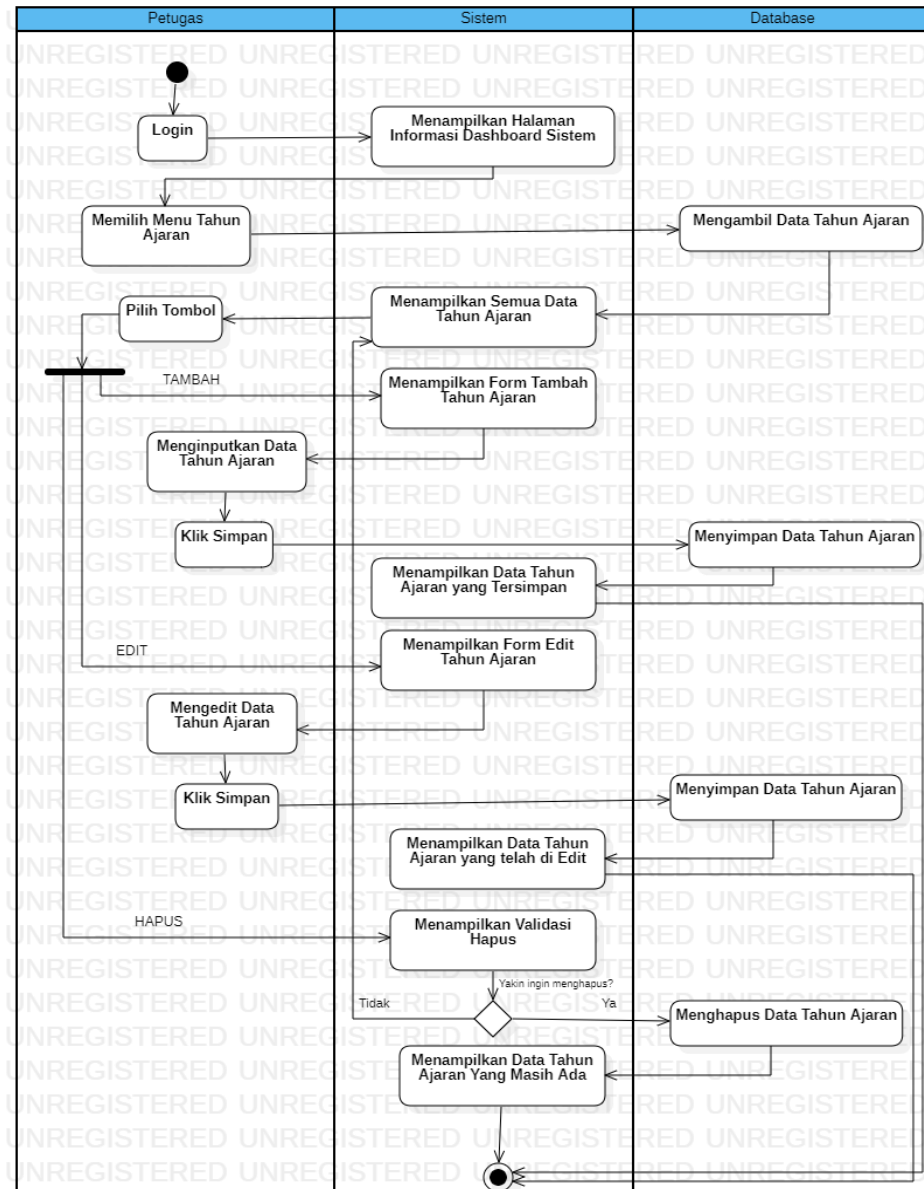 Petugas
Sistem
Database
Login
Menampilkan Halaman
Informasi Dashboard Sistem
Memilih Menu Tahun
Ajaran
Mengambil Data Tahun Ajaran
Pilih Tombol
Menampilkan Semua Data
Tahun Ajaran
TAMBAH
Menampilkan Form Tambah
Tahun Ajaran
Menginputkan Data
Tahun Ajaran
Klik Simpan
Menyimpan Data Tahun Ajaran
Menampilkan Data Tahun
Ajaran yang Tersimpan
EDIT
Menampilkan Form Edit
Tahun Ajaran
Mengedit Data
Tahun Ajaran
Klik Simpan
Menyimpan Data Tahun Ajaran
Menampilkan Data Tahun
Ajaran yang telah di Edit
HAPUS
Menampilkan Validasi
Hapus
Yakin ingin menghapus?
Tidak
Ya
Menghapus Data Tahun Ajaran
Menampilkan Data Tahun
Ajaran Yang Masih Ada
UNREGISTERED